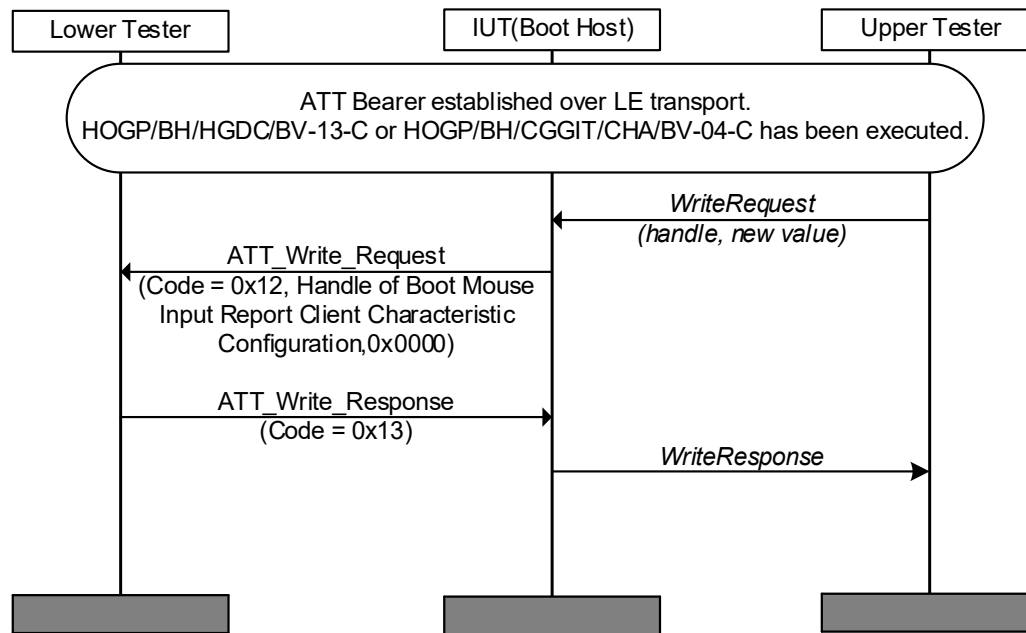 Lower Tester
IUT(Boot Host)
Upper Tester
ATT Bearer established over LE transport.
HOGP/BH/HGDC/BV-13-C or HOGP/BH/CGGIT/CHA/BV-04-C has been executed.
WriteRequest
(handle, new value)
ATT_Write_Request
(Code = 0x12, Handle of Boot Mouse
Input Report Client Characteristic
Configuration,0x0000)
ATT_Write_Response
(Code = 0x13)
WriteResponse